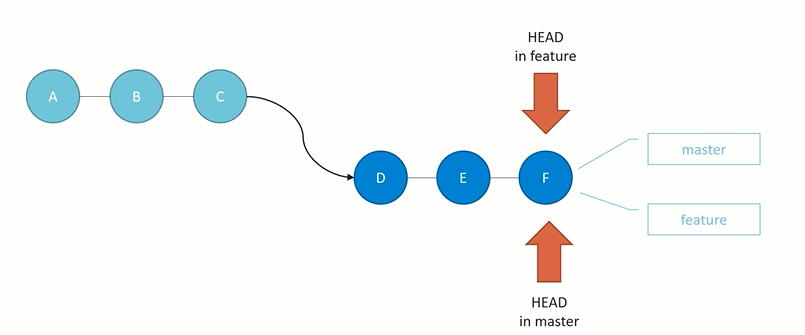 HEAD
in feature
A
B
C
D
E
F
master
feature
HEAD
in master